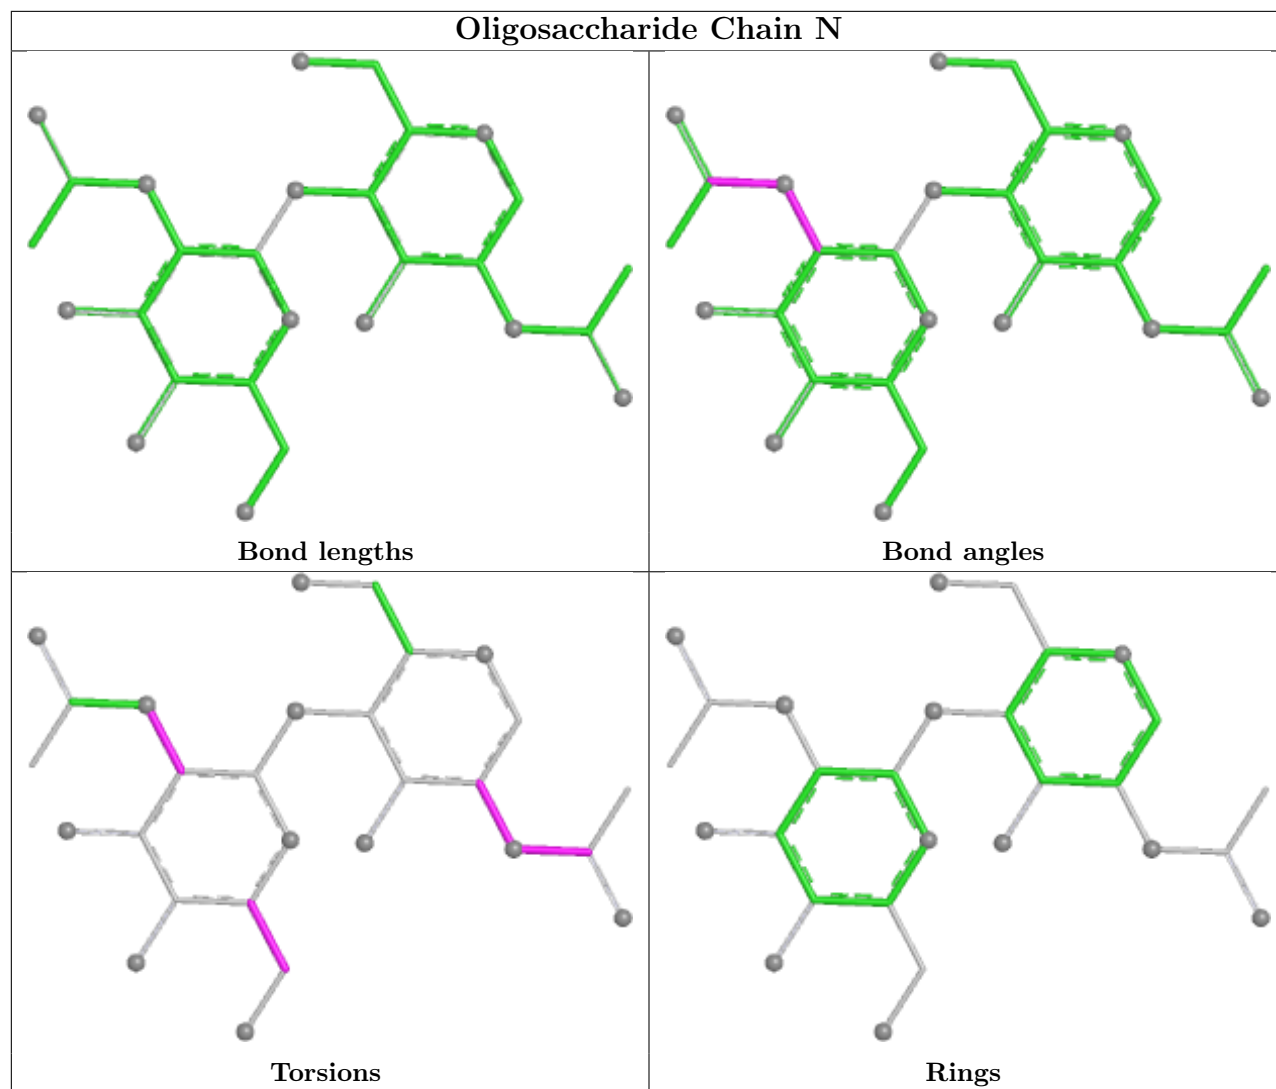 Oligosaccharide Chain N
Bond lengths
Bond angles
Torsions
Rings